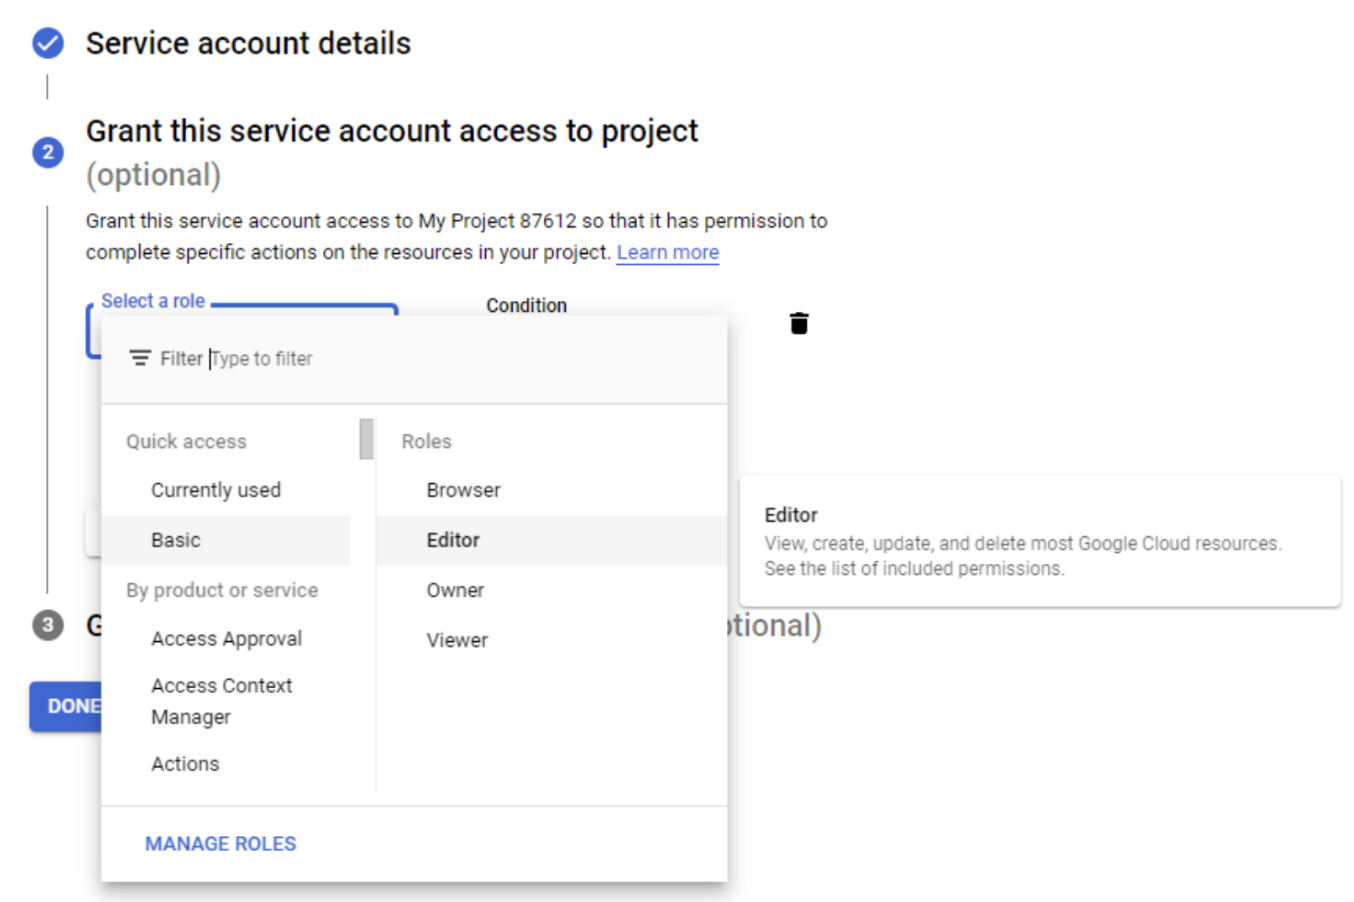 Service account details
2
Grant this service account access to project
(optional)
Grant this service account access to My Project 87612 so that it has permission to
complete specific actions on the resources in your project. Learn more
Select a role
Condition
Filter Type to filter
Quick access
Currently used
Basic
By product or service
Access Approval
Access Context
Manager
Actions
Roles
Browser
Editor
Owner
Viewer
Editor
View, create, update, and delete most Google Cloud resources.
See the list of included permissions.
3
DONE
MANAGE ROLES